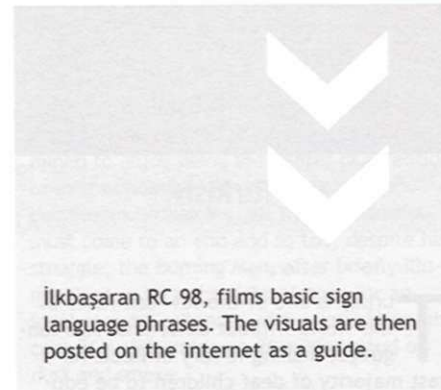 İlkbaşaran RC 98, films basic sign
language phrases. The visuals are then
posted on the internet as a guide.